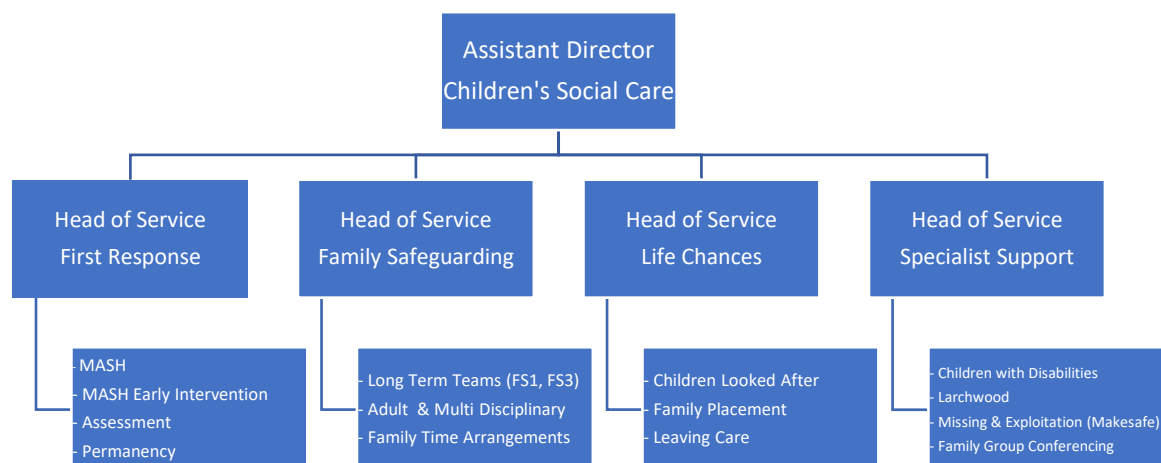 Assistant Director
Children's Social Care
Head of Service
First Response
Head of Service
Family Safeguarding
Head of Service
Life Chances
Head of Service
Specialist Support
- MASH
- MASH Early Intervention
- Assessment
- Permanency
- Long Term Teams (FS1, FS3)
- Adult & Multi Disciplinary
- Family Time Arrangements
- Children Looked After
- Family Placement
- Leaving Care
- Children with Disabilities
- Larchwood
- Missing & Exploitation (Makesafe)
- Family Group Conferencing